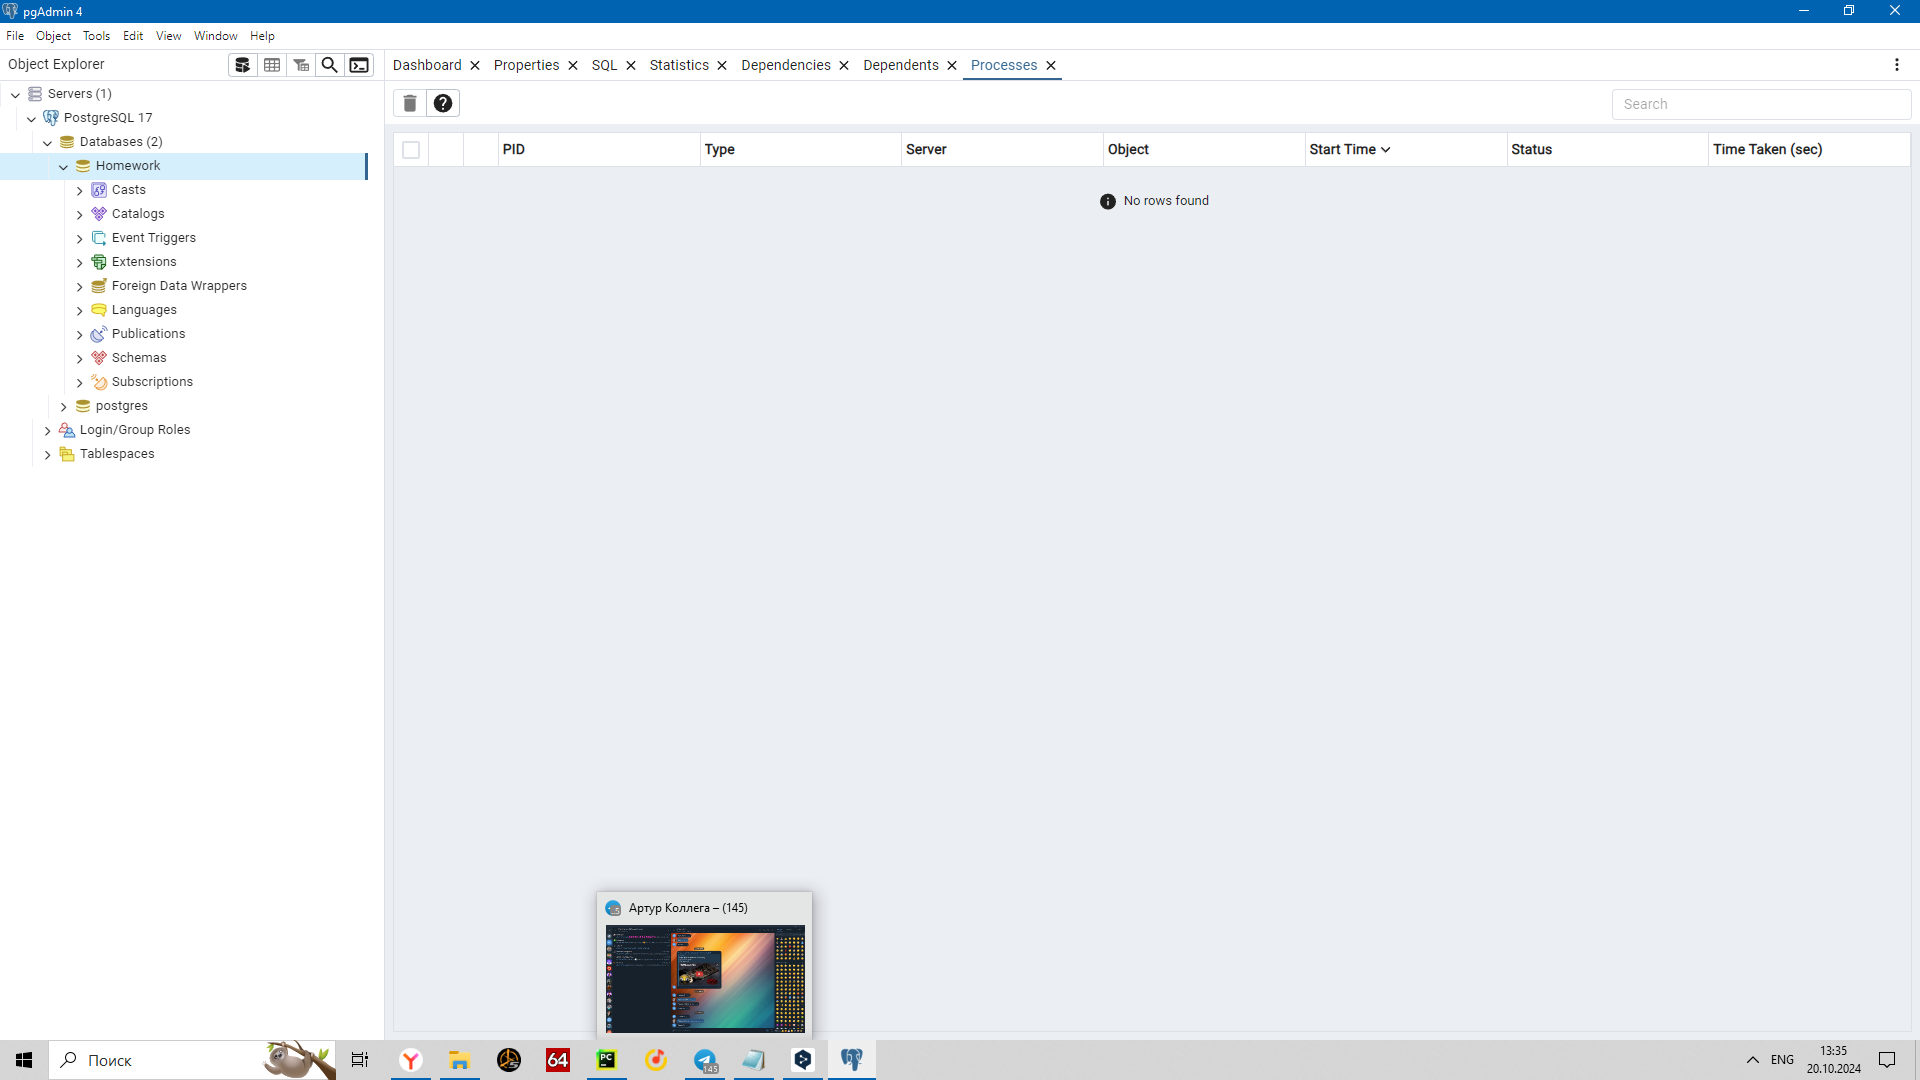 pgAdmin 4
File Object Tools Edit View Window Help
Object Explorer
Dashboard Properties SQL Statistics Dependencies Dependents Processes
Servers (1)
PostgreSQL 17
Databases (2)
Homework
Casts
Catalogs
Event Triggers
Extensions
Foreign Data Wrappers
Languages
Publications
Schemas
Subscriptions
postgres
Login/Group Roles
Tablespaces
Search
PID Type Server Object Start Time Status Time Taken (sec)
No rows found
Артур Коллега – (145)
Поиск
64
PC
145
ENG
13:35
20.10.2024